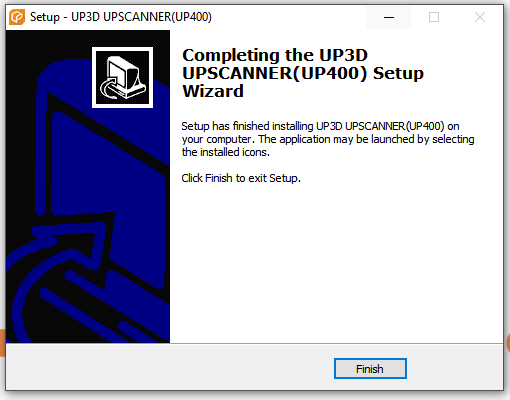 Setup - UP3D UPSCANNER(UP400)
Completing the UP3D
UPSCANNER(UP400) Setup
Wizard
Setup has finished installing UP3D UPSCANNER(UP400) on
your computer. The application may be launched by selecting
the installed icons.
Click Finish to exit Setup.
Finish